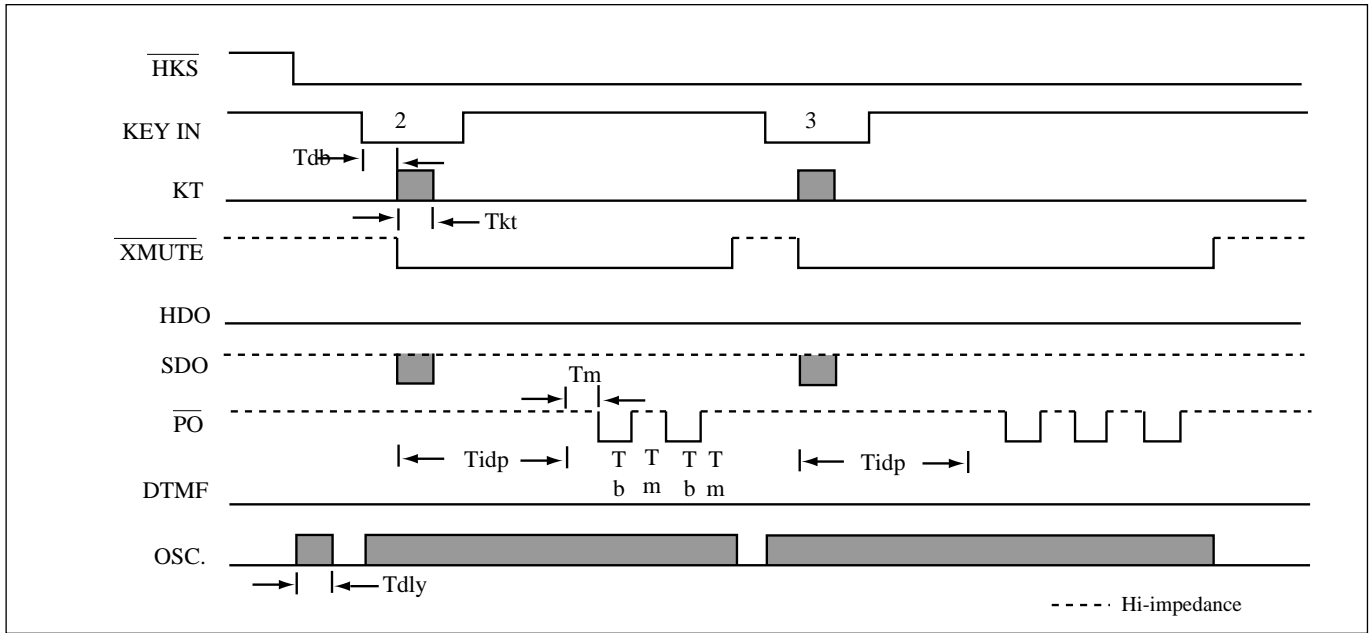 HKS
KEY IN 2 3
Tdb
KT
Tkt
XMUTE
HDO
SDO
Tm
PO
Tidp T T T T Tidp
b m b m
DTMF
OSC.
Tdly
Hi-impedance